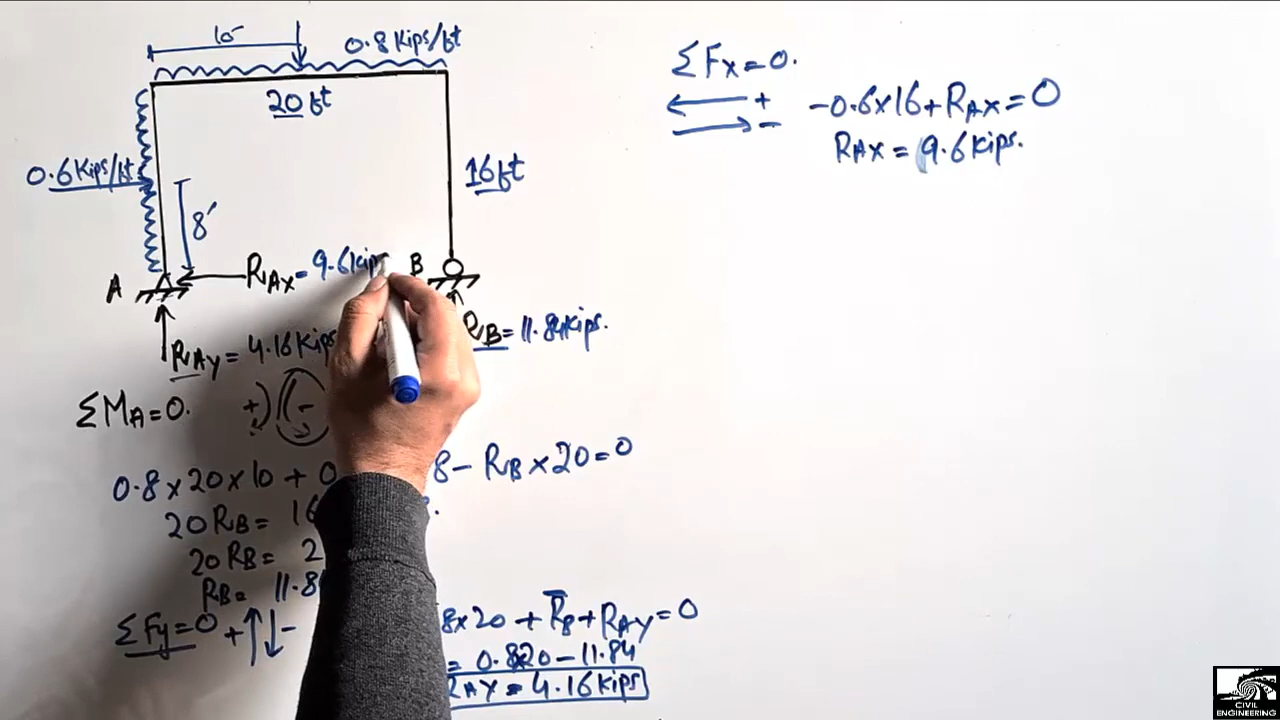 10'
0.8 Kips/ft
20 ft
0.6 Kips/ft
16 ft
8'
A
RAX = 9.6 kips
B
RAY = 4.16 Kips
RB = 11.84 Kips.
ΣMA = 0. + -
0.8 x 20 x 10 + 0 8 - RB x 20 = 0
20 RB = 16
20 RB = 2
RB = 11.8
ΣFy = 0 + -
8x20 + RB + RAY = 0
= 0.8x20 - 11.84
RAY = 4.16 kips
ΣFx = 0.
+
-
-0.6x16 + RAX = 0
RAX = 9.6 kips.
CIVIL
ENGINEERING